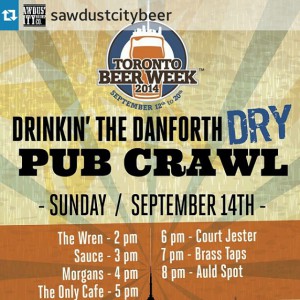 sawdustcitybeer
TORONTO
BEER WEEK™
2014
SEPTEMBER 12th to 20th
DRINKIN' THE DANFORTH DRY
PUB CRAWL
- SUNDAY / SEPTEMBER 14TH -
The Wren - 2 pm
Sauce - 3 pm
Morgans - 4 pm
The Only Cafe - 5 pm
6 pm - Court Jester
7 pm - Brass Taps
8 pm - Auld Spot